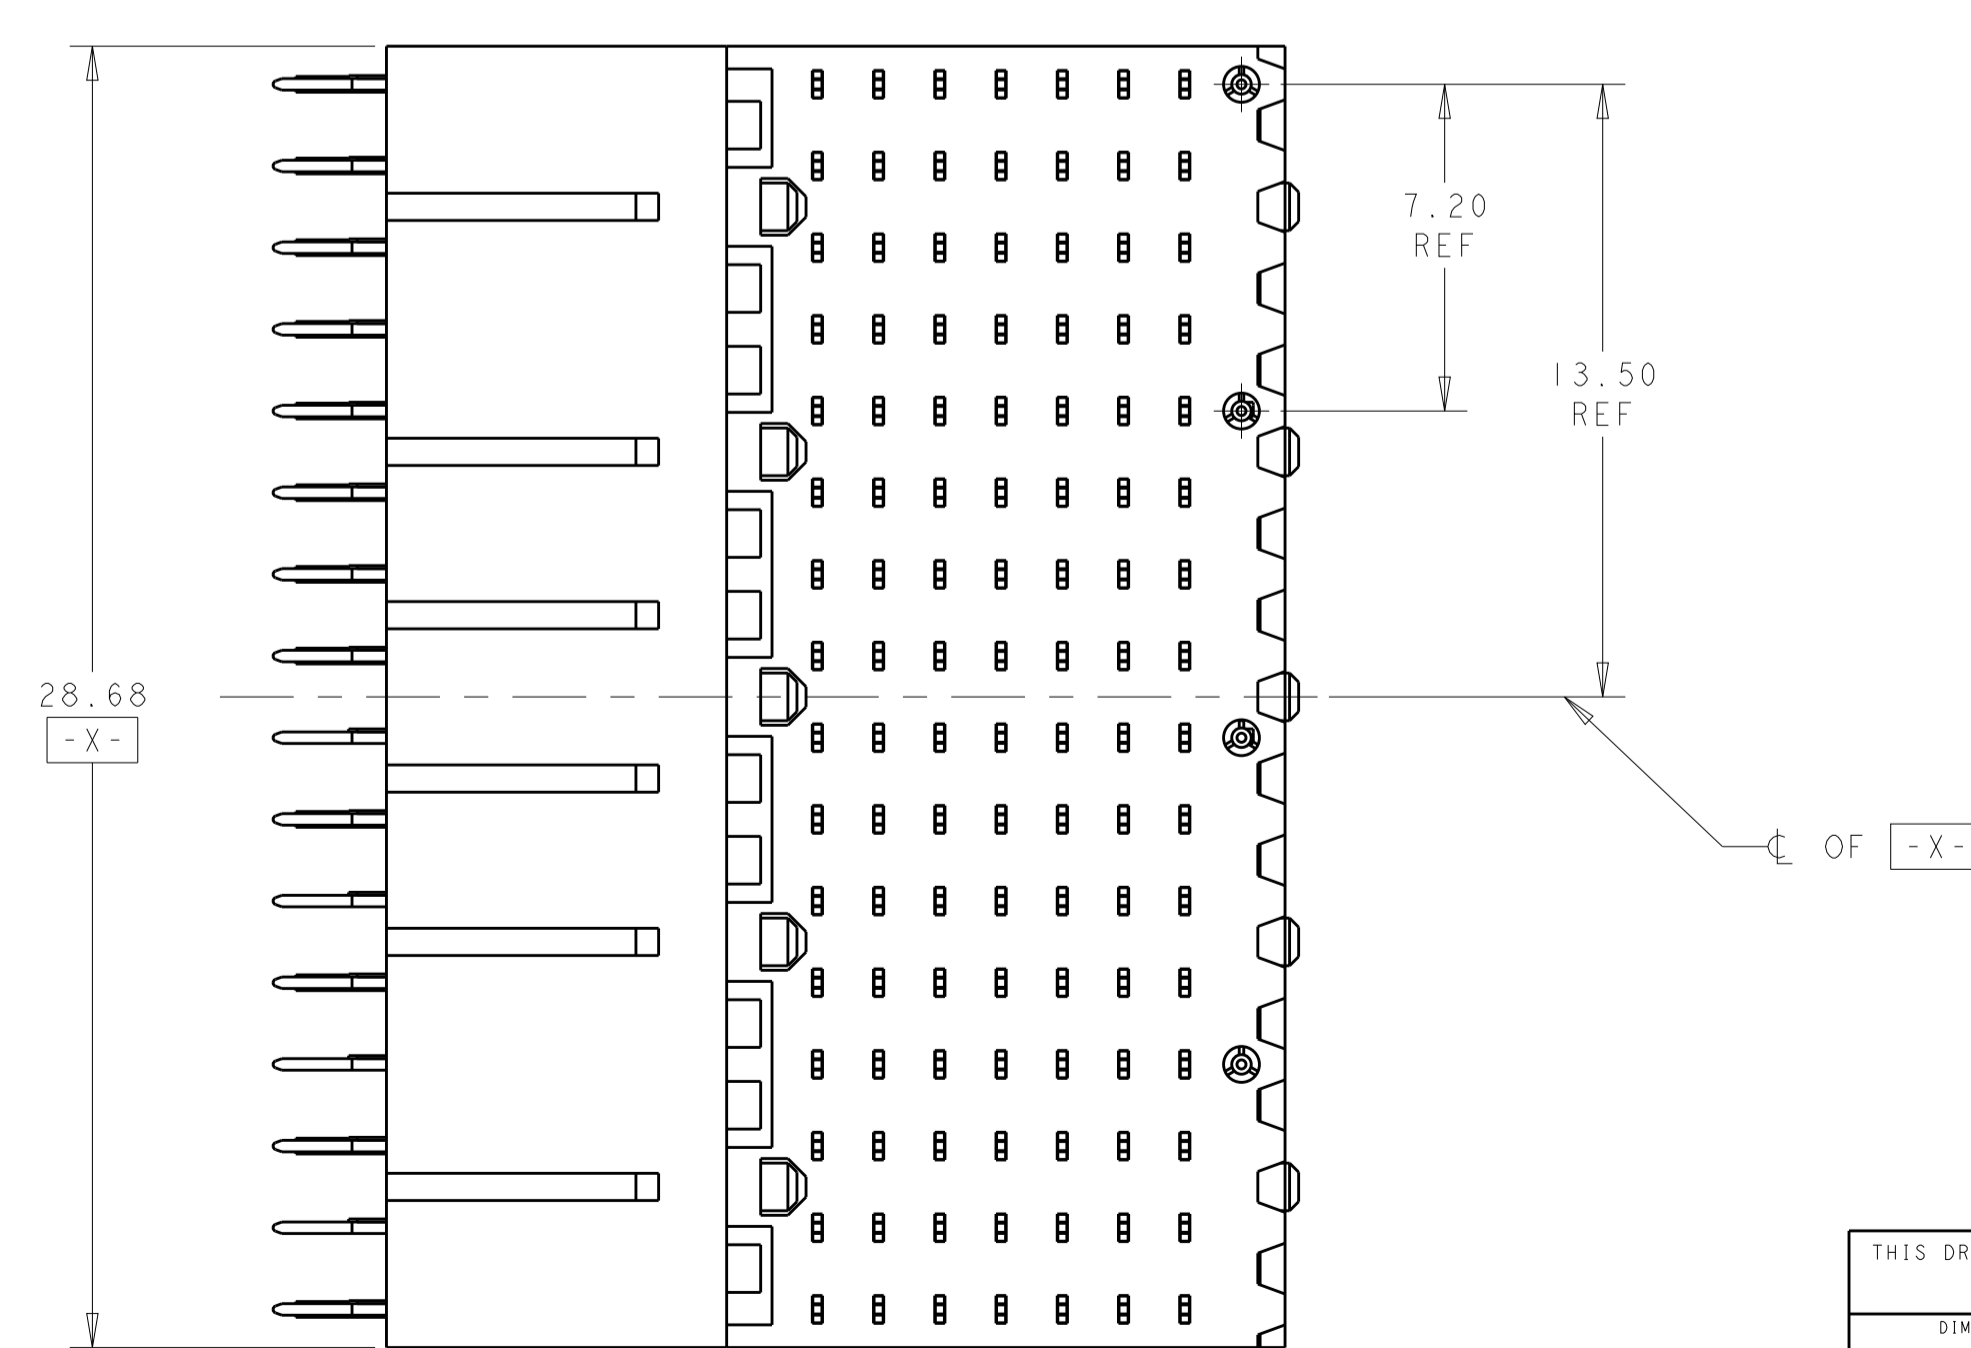 7.20
REF
13.50
REF
28.68
-X-
℄ OF -X-
THIS DR
DIM